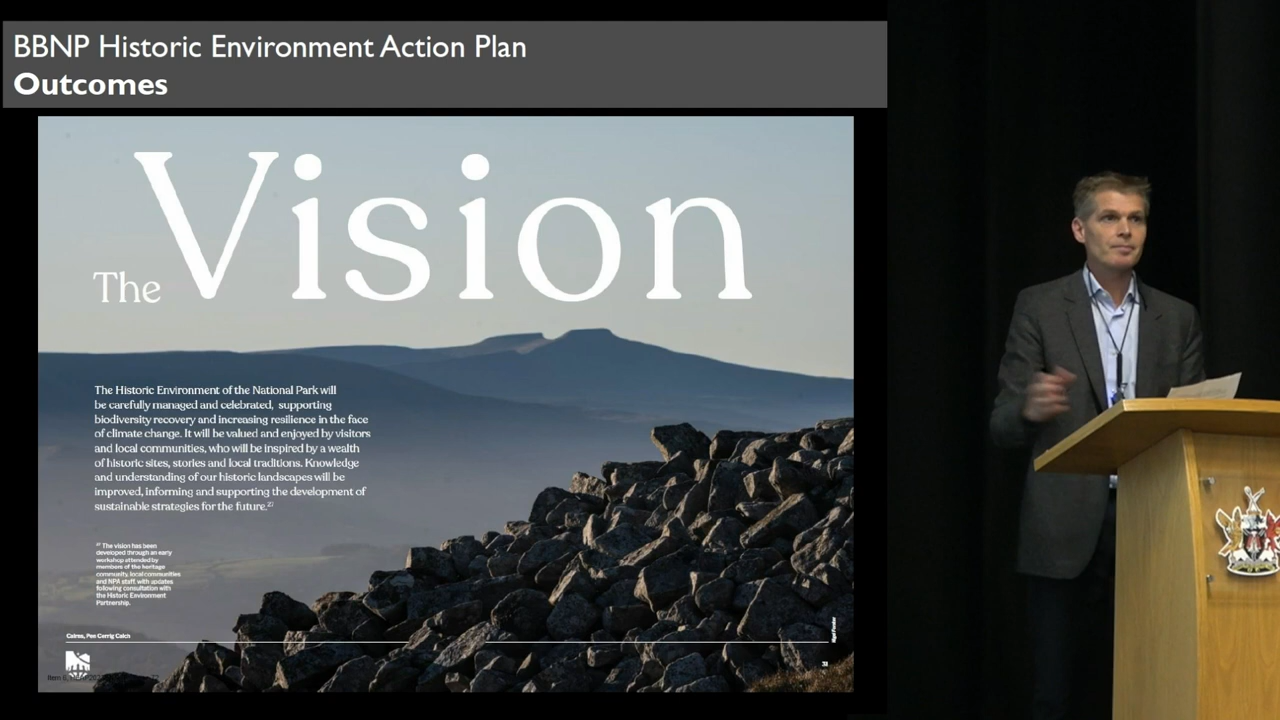 BBNP Historic Environment Action Plan
Outcomes
The Vision
The Historic Environment of the National Park will
be carefully managed and celebrated, supporting
biodiversity recovery and increasing resilience in the face
of climate change. It will be valued and enjoyed by visitors
and local communities, who will be inspired by a wealth
of historic sites, stories and local traditions. Knowledge
and understanding of our historic landscapes will be
improved, informing and supporting the development of
sustainable strategies for the future.²⁷
²⁷ The vision has been
developed through an early
workshop attended by
members of the heritage
community, local communities
and NPA staff, with updates
following consultation with
the Historic Environment
Partnership.
Cairns, Pen Cerrig Calch
31